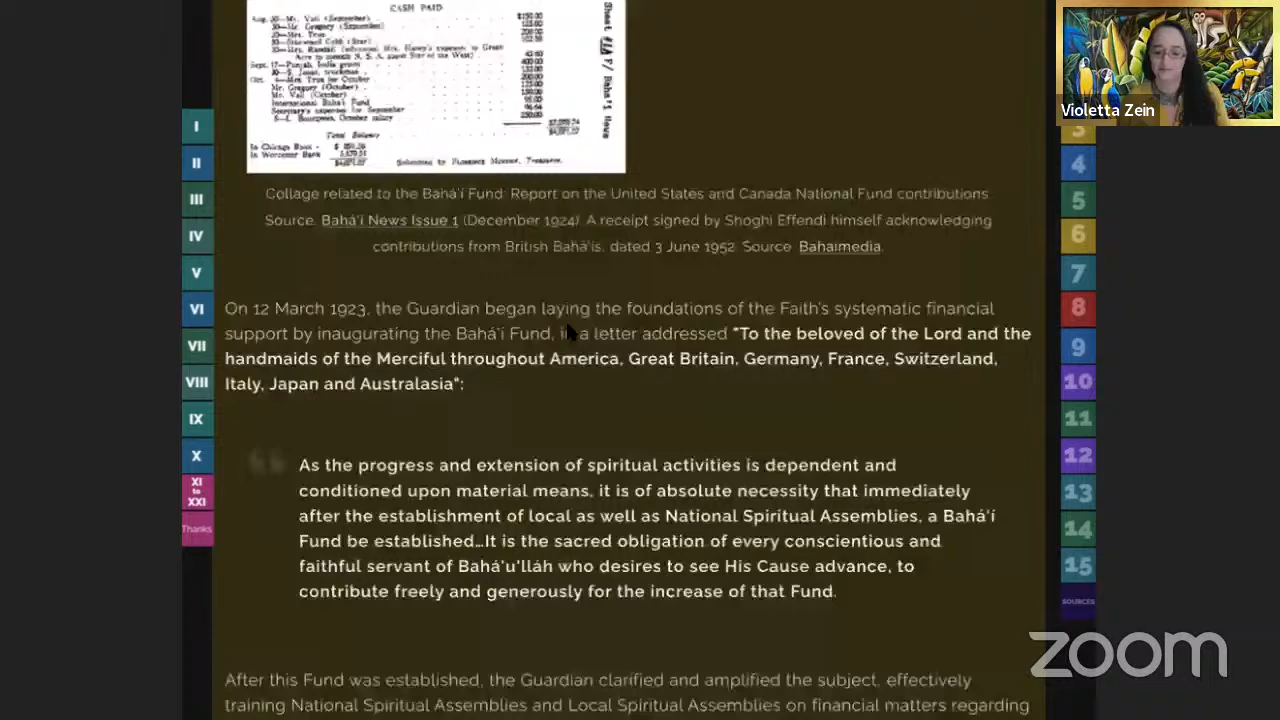 CASH PAID
Sheet #1A F/ Baha'i News
Total Balance
I
II
III
IV
V
VI
VII
VIII
IX
X
XI
to
XXI
Thanks
Collage related to the Bahá'í Fund: Report on the United States and Canada National Fund contributions
Source: Bahá'í News Issue 1 (December 1924). A receipt signed by Shoghi Effendi himself acknowledging
contributions from British Bahá'ís, dated 3 June 1952. Source: Bahaimedia.
On 12 March 1923, the Guardian began laying the foundations of the Faith's systematic financial
support by inaugurating the Bahá'í Fund, in a letter addressed "To the beloved of the Lord and the
handmaids of the Merciful throughout America, Great Britain, Germany, France, Switzerland,
Italy, Japan and Australasia":
As the progress and extension of spiritual activities is dependent and
conditioned upon material means, it is of absolute necessity that immediately
after the establishment of local as well as National Spiritual Assemblies, a Bahá'í
Fund be established…It is the sacred obligation of every conscientious and
faithful servant of Bahá'u'lláh who desires to see His Cause advance, to
contribute freely and generously for the increase of that Fund.
After this Fund was established, the Guardian clarified and amplified the subject, effectively
training National Spiritual Assemblies and Local Spiritual Assemblies on financial matters regarding
Violetta Zein
3
4
5
6
7
8
9
10
11
12
13
14
15
SOURCES
zoom